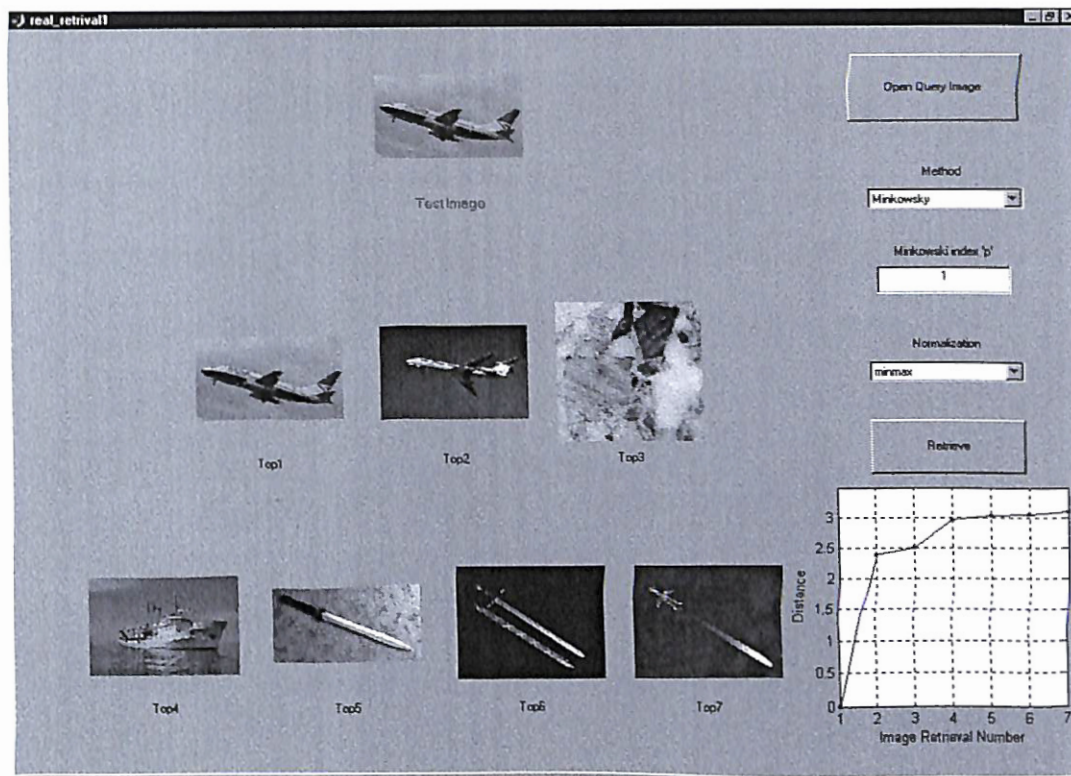 real_retrival1
Open Query Image
Test Image
Method
Minkowsky
Minkowski index 'p'
1
Normalization
minmax
Retrieve
Top1
Top2
Top3
Top4
Top5
Top6
Top7
Distance
3
2.5
2
1.5
1
0.5
0
1 2 3 4 5 6 7
Image Retrieval Number